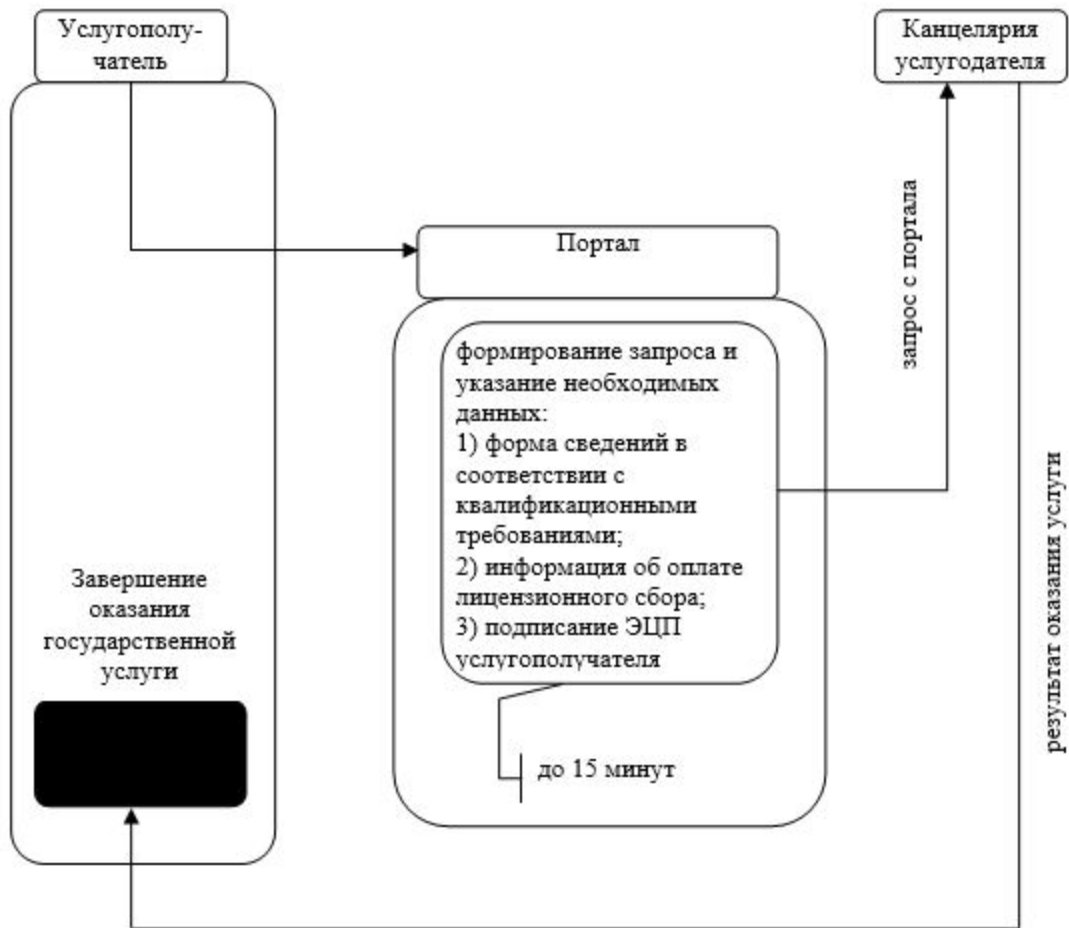 Услугополу-
чатель
Канцелярия
услугодателя
Портал
запрос с портала
формирование запроса и
указание необходимых
данных:
1) форма сведений в
соответствии с
квалификационными
требованиями;
2) информация об оплате
лицензионного сбора;
3) подписание ЭЦП
услугополучателя
до 15 минут
Завершение
оказания
государственной
услуги
результат оказания услуги